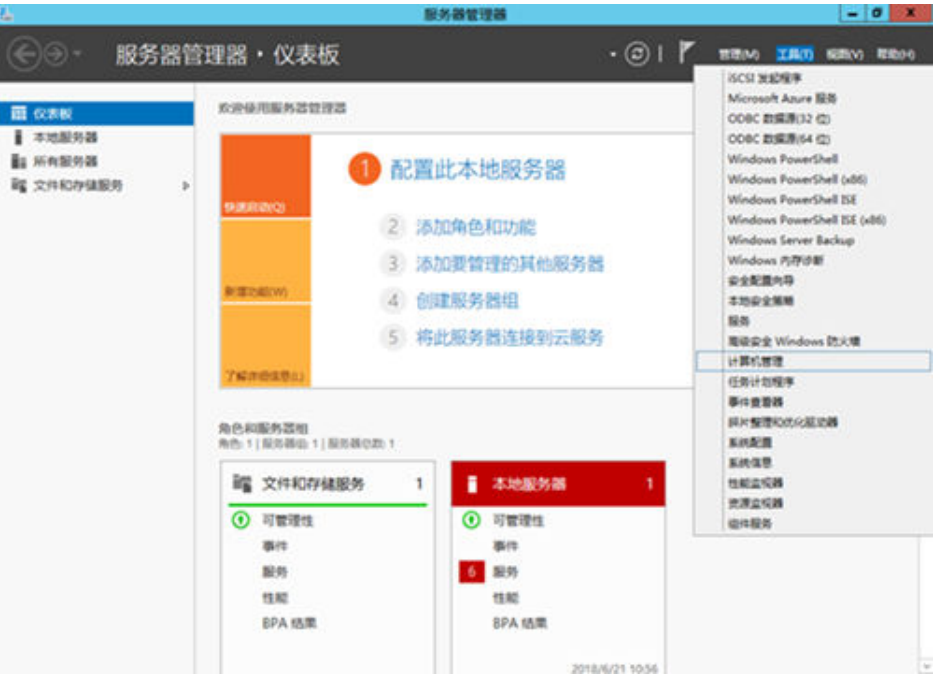 服务器管理器
服务器管理器 · 仪表板
管理(M) 工具(T) 视图(V) 帮助(H)
仪表板
本地服务器
所有服务器
文件和存储服务
欢迎使用服务器管理器
快速启动(Q)
新增功能(W)
了解详细信息(L)
1 配置此本地服务器
2 添加角色和功能
3 添加要管理的其他服务器
4 创建服务器组
5 将此服务器连接到云服务
角色和服务器组
角色: 1 | 服务器组: 1 | 服务器总数: 1
文件和存储服务 1
可管理性
事件
服务
性能
BPA 结果
本地服务器 1
可管理性
事件
6 服务
性能
BPA 结果
2018/6/21 10:56
iSCSI 发起程序
Microsoft Azure 服务
ODBC 数据源(32 位)
ODBC 数据源(64 位)
Windows PowerShell
Windows PowerShell (x86)
Windows PowerShell ISE
Windows PowerShell ISE (x86)
Windows Server Backup
Windows 内存诊断
安全配置向导
本地安全策略
服务
高级安全 Windows 防火墙
计算机管理
任务计划程序
事件查看器
碎片整理和优化驱动器
系统配置
系统信息
性能监视器
资源监视器
组件服务